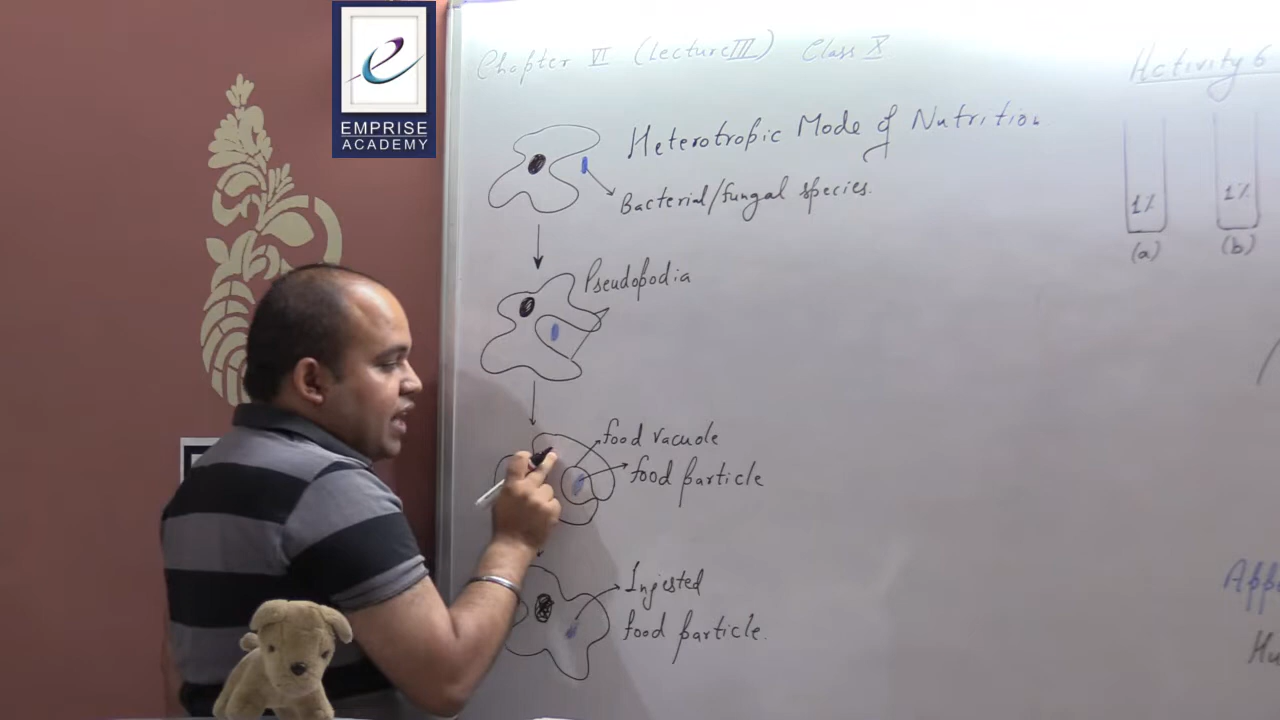 EMPRISE
ACADEMY
Chapter VI (Lecture III) Class X
Heterotropic Mode of Nutrition
Bacterial/fungal species.
Pseudopodia
food vacuole
food particle
Ingested
food particle.
Activity 6
1%
1%
(a)
(b)